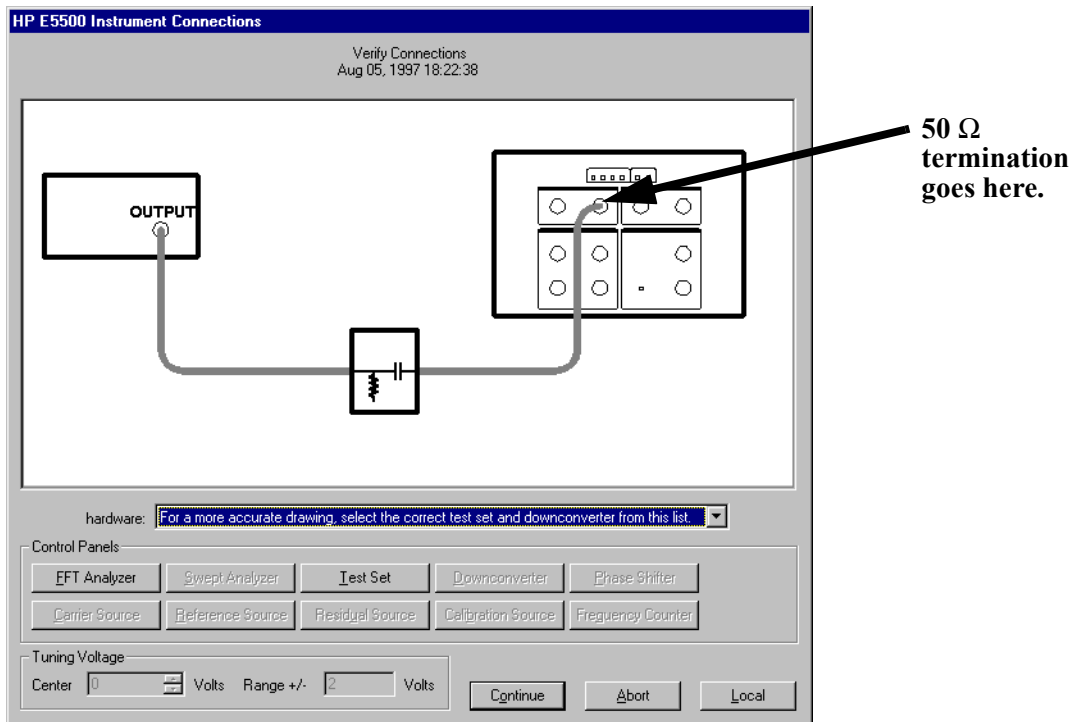 HP E5500 Instrument Connections
Verify Connections
Aug 05, 1997 18:22:38
50 Ω
termination
goes here.
OUTPUT
hardware: For a more accurate drawing, select the correct test set and downconverter from this list.
Control Panels
FFT Analyzer Swept Analyzer Test Set Downconverter Phase Shifter
Carrier Source Reference Source Residual Source Calibration Source Frequency Counter
Tuning Voltage
Center 0 Volts Range +/- 2 Volts
Continue Abort Local